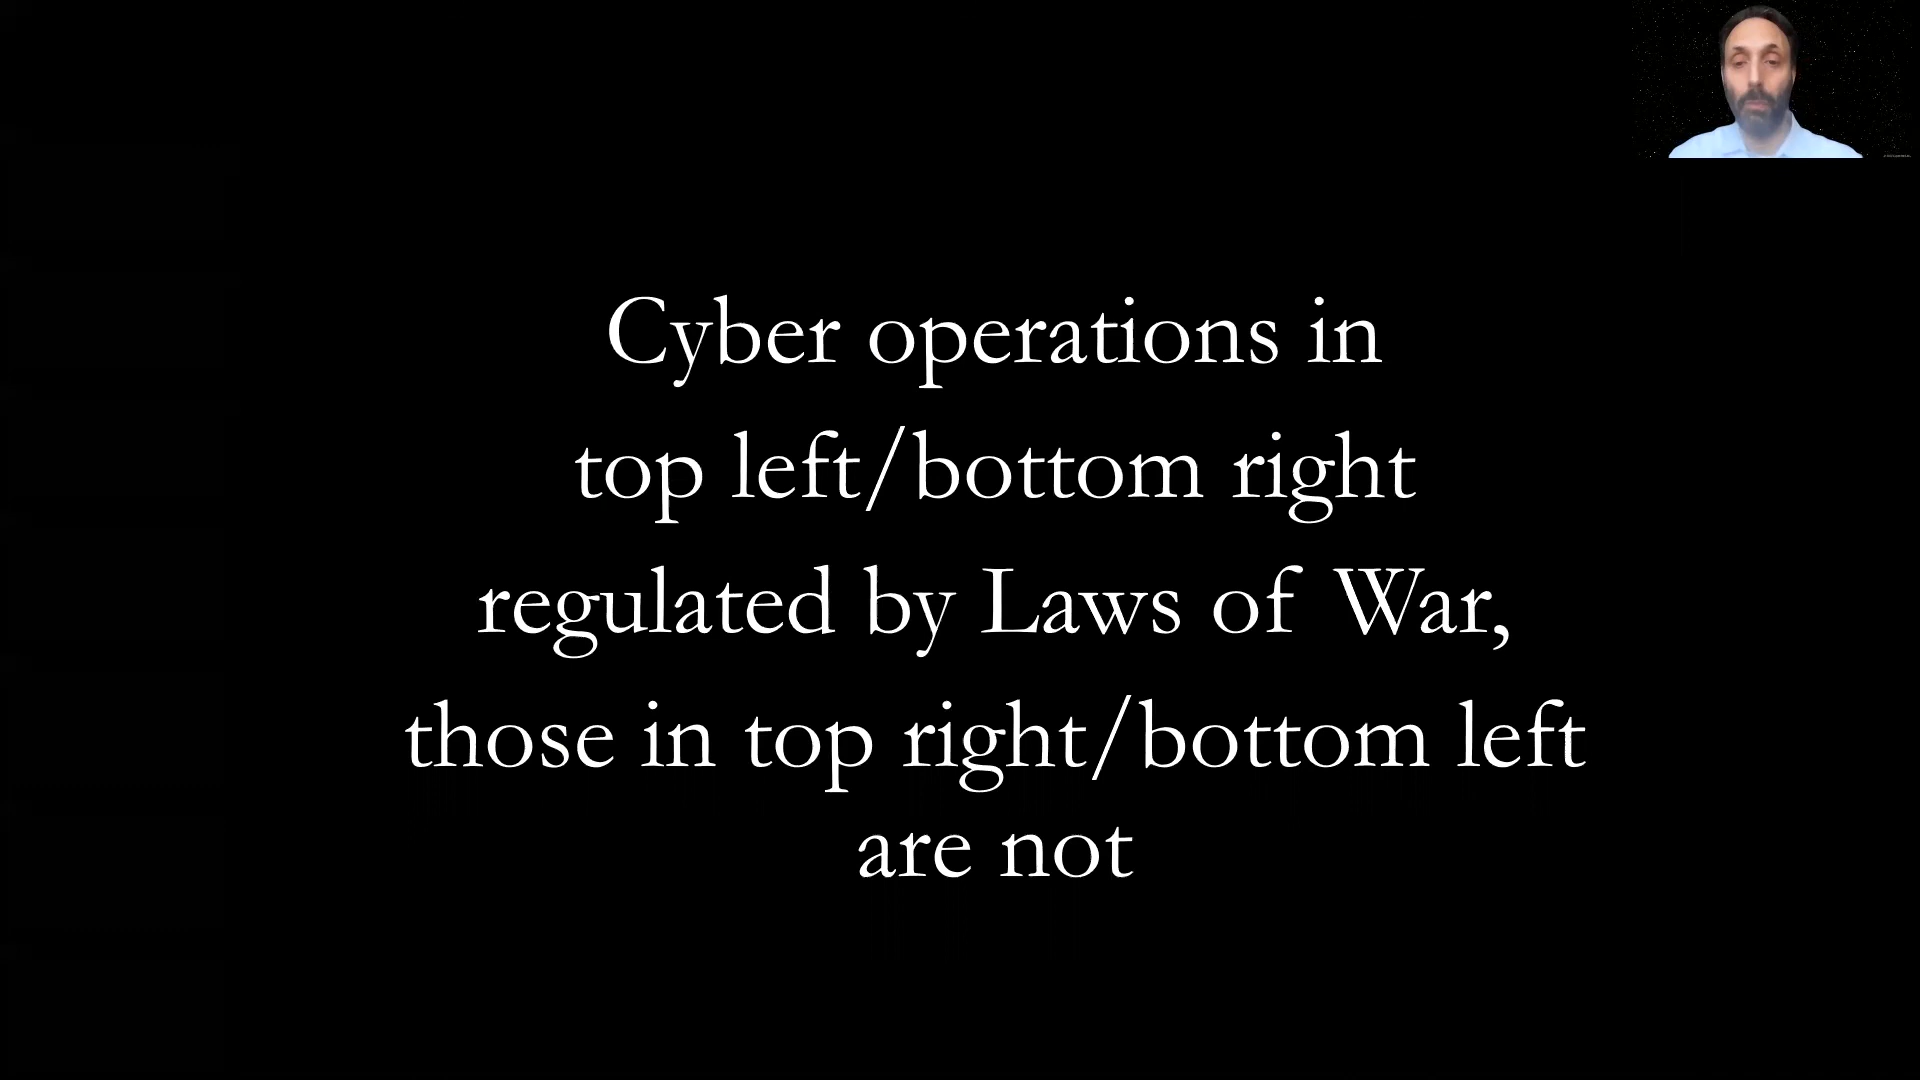 Cyber operations in
top left/bottom right
regulated by Laws of War,
those in top right/bottom left
are not